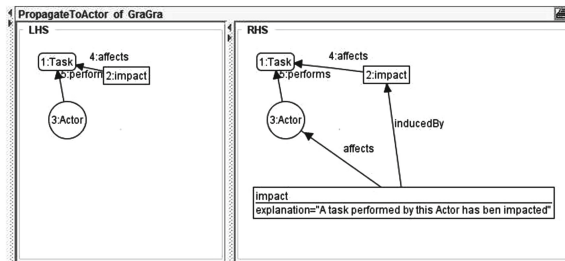 PropagateToActor of GraGra
LHS
4:affects
1:Task
5:perform
2:impact
3:Actor
RHS
4:affects
1:Task
5:performs
2:impact
3:Actor
inducedBy
affects
impact
explanation="A task performed by this Actor has ben impacted"